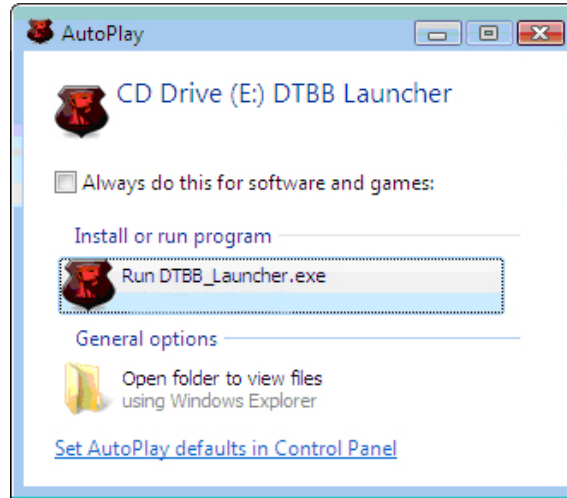 AutoPlay
CD Drive (E:) DTBB Launcher
Always do this for software and games:
Install or run program
Run DTBB_Launcher.exe
General options
Open folder to view files
using Windows Explorer
Set AutoPlay defaults in Control Panel